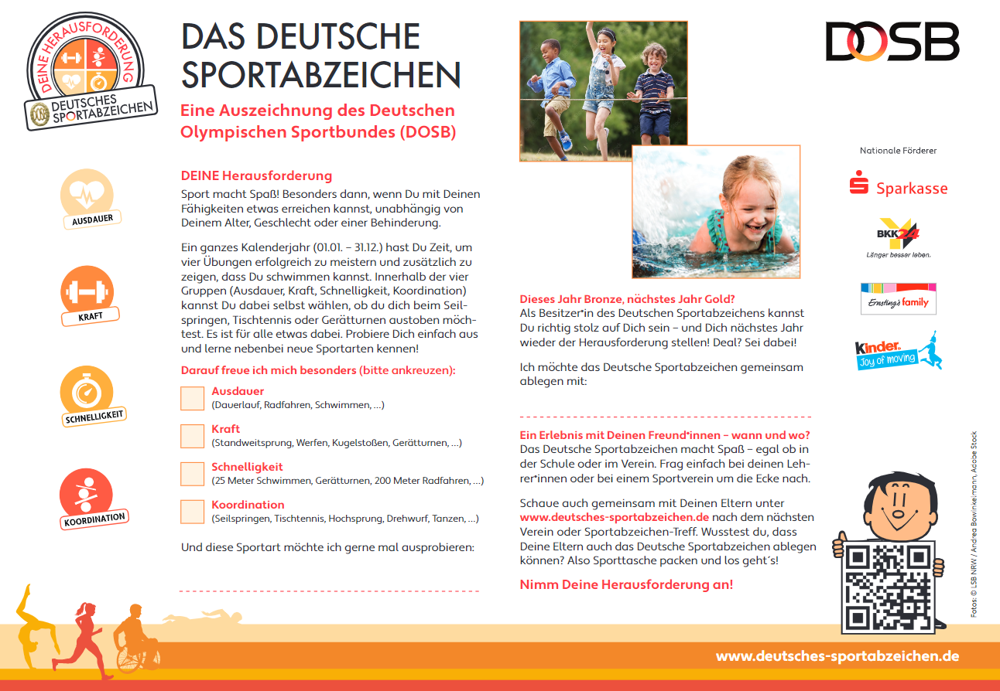 DEINE HERAUSFORDERUNG
DEUTSCHES
SPORTABZEICHEN
DAS DEUTSCHE
SPORTABZEICHEN
Eine Auszeichnung des Deutschen
Olympischen Sportbundes (DOSB)
AUSDAUER
KRAFT
SCHNELLIGKEIT
KOORDINATION
DEINE Herausforderung
Sport macht Spaß! Besonders dann, wenn Du mit Deinen
Fähigkeiten etwas erreichen kannst, unabhängig von
Deinem Alter, Geschlecht oder einer Behinderung.
Ein ganzes Kalenderjahr (01.01. – 31.12.) hast Du Zeit, um
vier Übungen erfolgreich zu meistern und zusätzlich zu
zeigen, dass Du schwimmen kannst. Innerhalb der vier
Gruppen (Ausdauer, Kraft, Schnelligkeit, Koordination)
kannst Du dabei selbst wählen, ob du dich beim Seil-
springen, Tischtennis oder Gerätturnen austoben möch-
test. Es ist für alle etwas dabei. Probiere Dich einfach aus
und lerne nebenbei neue Sportarten kennen!
Darauf freue ich mich besonders (bitte ankreuzen):
Ausdauer
(Dauerlauf, Radfahren, Schwimmen, ...)
Kraft
(Standweitsprung, Werfen, Kugelstoßen, Gerätturnen, ...)
Schnelligkeit
(25 Meter Schwimmen, Gerätturnen, 200 Meter Radfahren, ...)
Koordination
(Seilspringen, Tischtennis, Hochsprung, Drehwurf, Tanzen, ...)
Und diese Sportart möchte ich gerne mal ausprobieren:
Dieses Jahr Bronze, nächstes Jahr Gold?
Als Besitzer*in des Deutschen Sportabzeichens kannst
Du richtig stolz auf Dich sein – und Dich nächstes Jahr
wieder der Herausforderung stellen! Deal? Sei dabei!
Ich möchte das Deutsche Sportabzeichen gemeinsam
ablegen mit:
Ein Erlebnis mit Deinen Freund*innen – wann und wo?
Das Deutsche Sportabzeichen macht Spaß – egal ob in
der Schule oder im Verein. Frag einfach bei deinen Leh-
rer*innen oder bei einem Sportverein um die Ecke nach.
Schaue auch gemeinsam mit Deinen Eltern unter
www.deutsches-sportabzeichen.de nach dem nächsten
Verein oder Sportabzeichen-Treff. Wusstest du, dass
Deine Eltern auch das Deutsche Sportabzeichen ablegen
können? Also Sporttasche packen und los geht´s!
Nimm Deine Herausforderung an!
DOSB
Nationale Förderer
Sparkasse
BKK24
Länger besser leben.
Ernsting's family
kinder
Joy of moving
Fotos: © LSB NRW / Andrea Bowinkelmann, Adobe Stock
www.deutsches-sportabzeichen.de